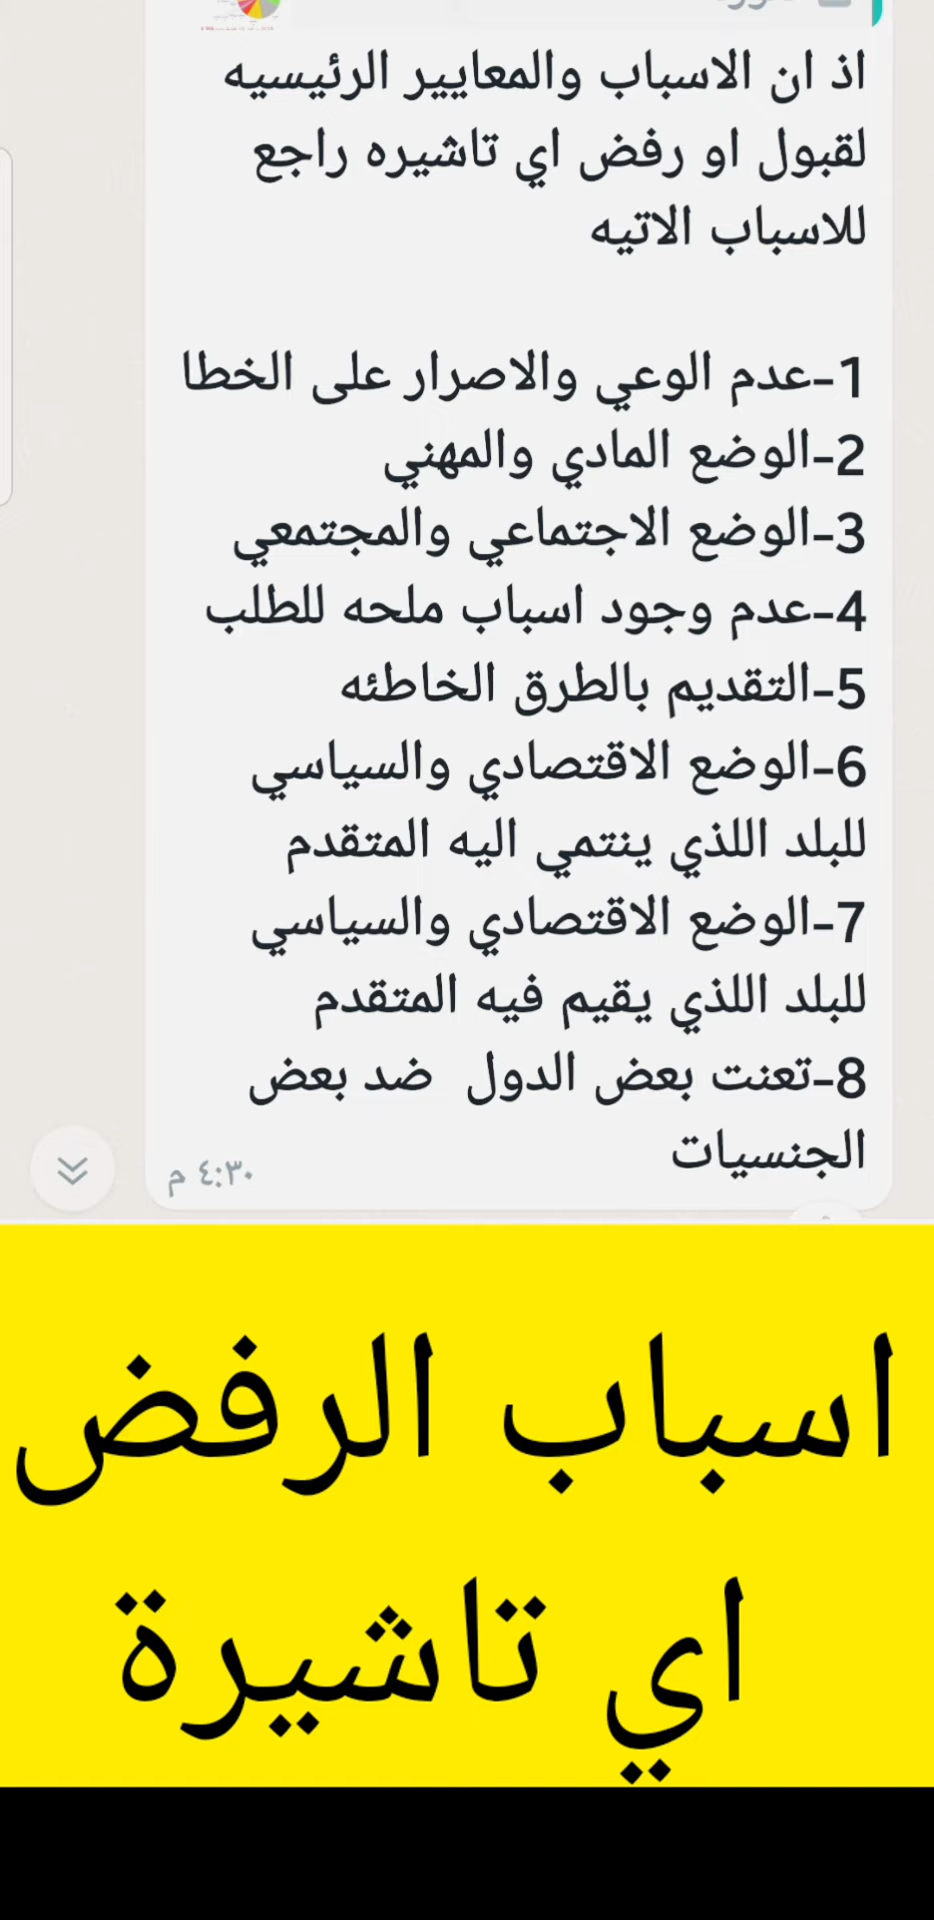 اذ ان الاسباب والمعايير الرئيسيه
لقبول او رفض اي تاشيره راجع
للاسباب الاتيه
1-عدم الوعي والاصرار على الخطا
2-الوضع المادي والمهني
3-الوضع الاجتماعي والمجتمعي
4-عدم وجود اسباب ملحه للطلب
5-التقديم بالطرق الخاطئه
6-الوضع الاقتصادي والسياسي
للبلد اللذي ينتمي اليه المتقدم
7-الوضع الاقتصادي والسياسي
للبلد اللذي يقيم فيه المتقدم
8-تعنت بعض الدول ضد بعض
الجنسيات
٤:٣٠ م
اسباب الرفض
اي تاشيرة